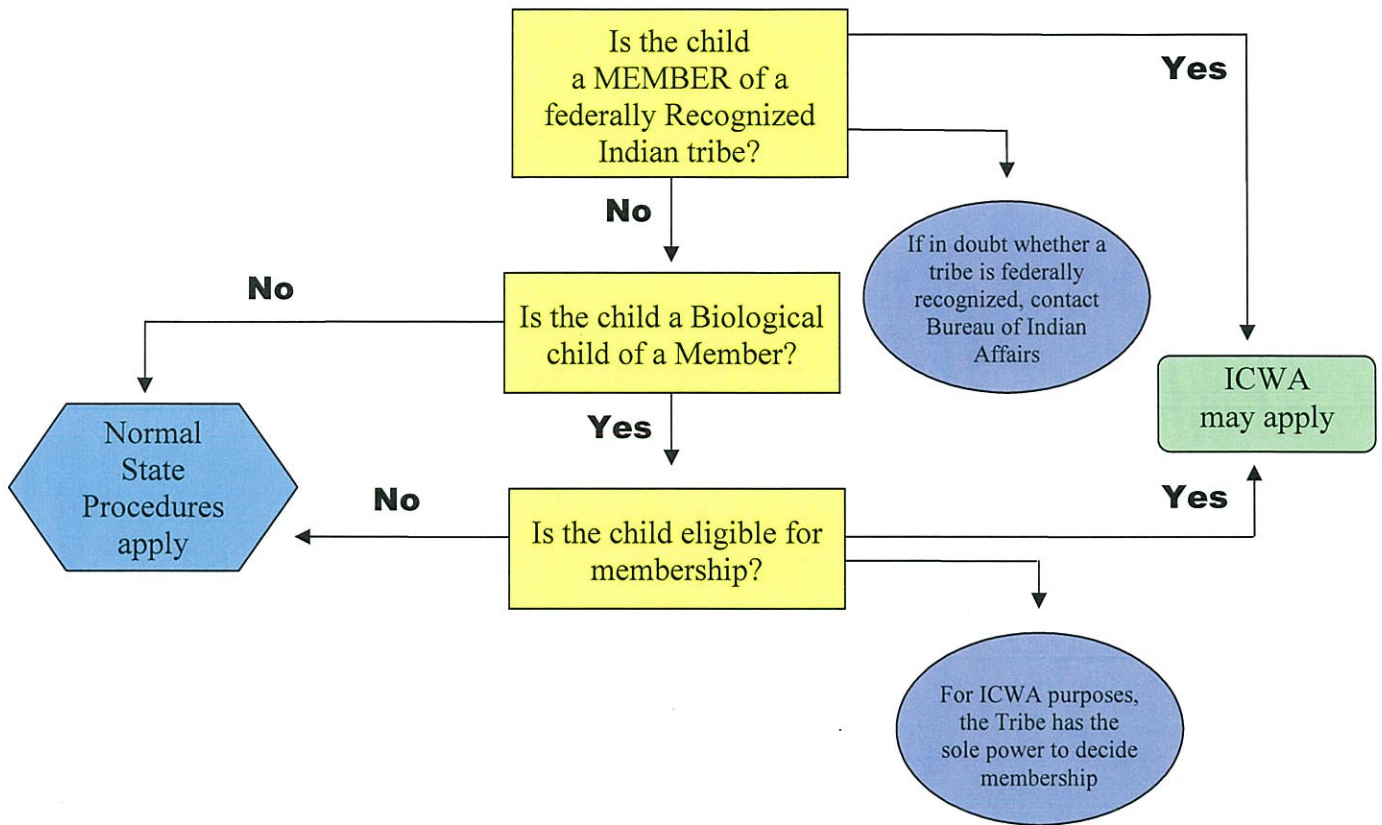 Is the child
a MEMBER of a
federally Recognized
Indian tribe?
Yes
No
If in doubt whether a
tribe is federally
recognized, contact
Bureau of Indian
Affairs
No
Is the child a Biological
child of a Member?
ICWA
may apply
Normal
State
Procedures
apply
Yes
No
Is the child eligible for
membership?
Yes
For ICWA purposes,
the Tribe has the
sole power to decide
membership